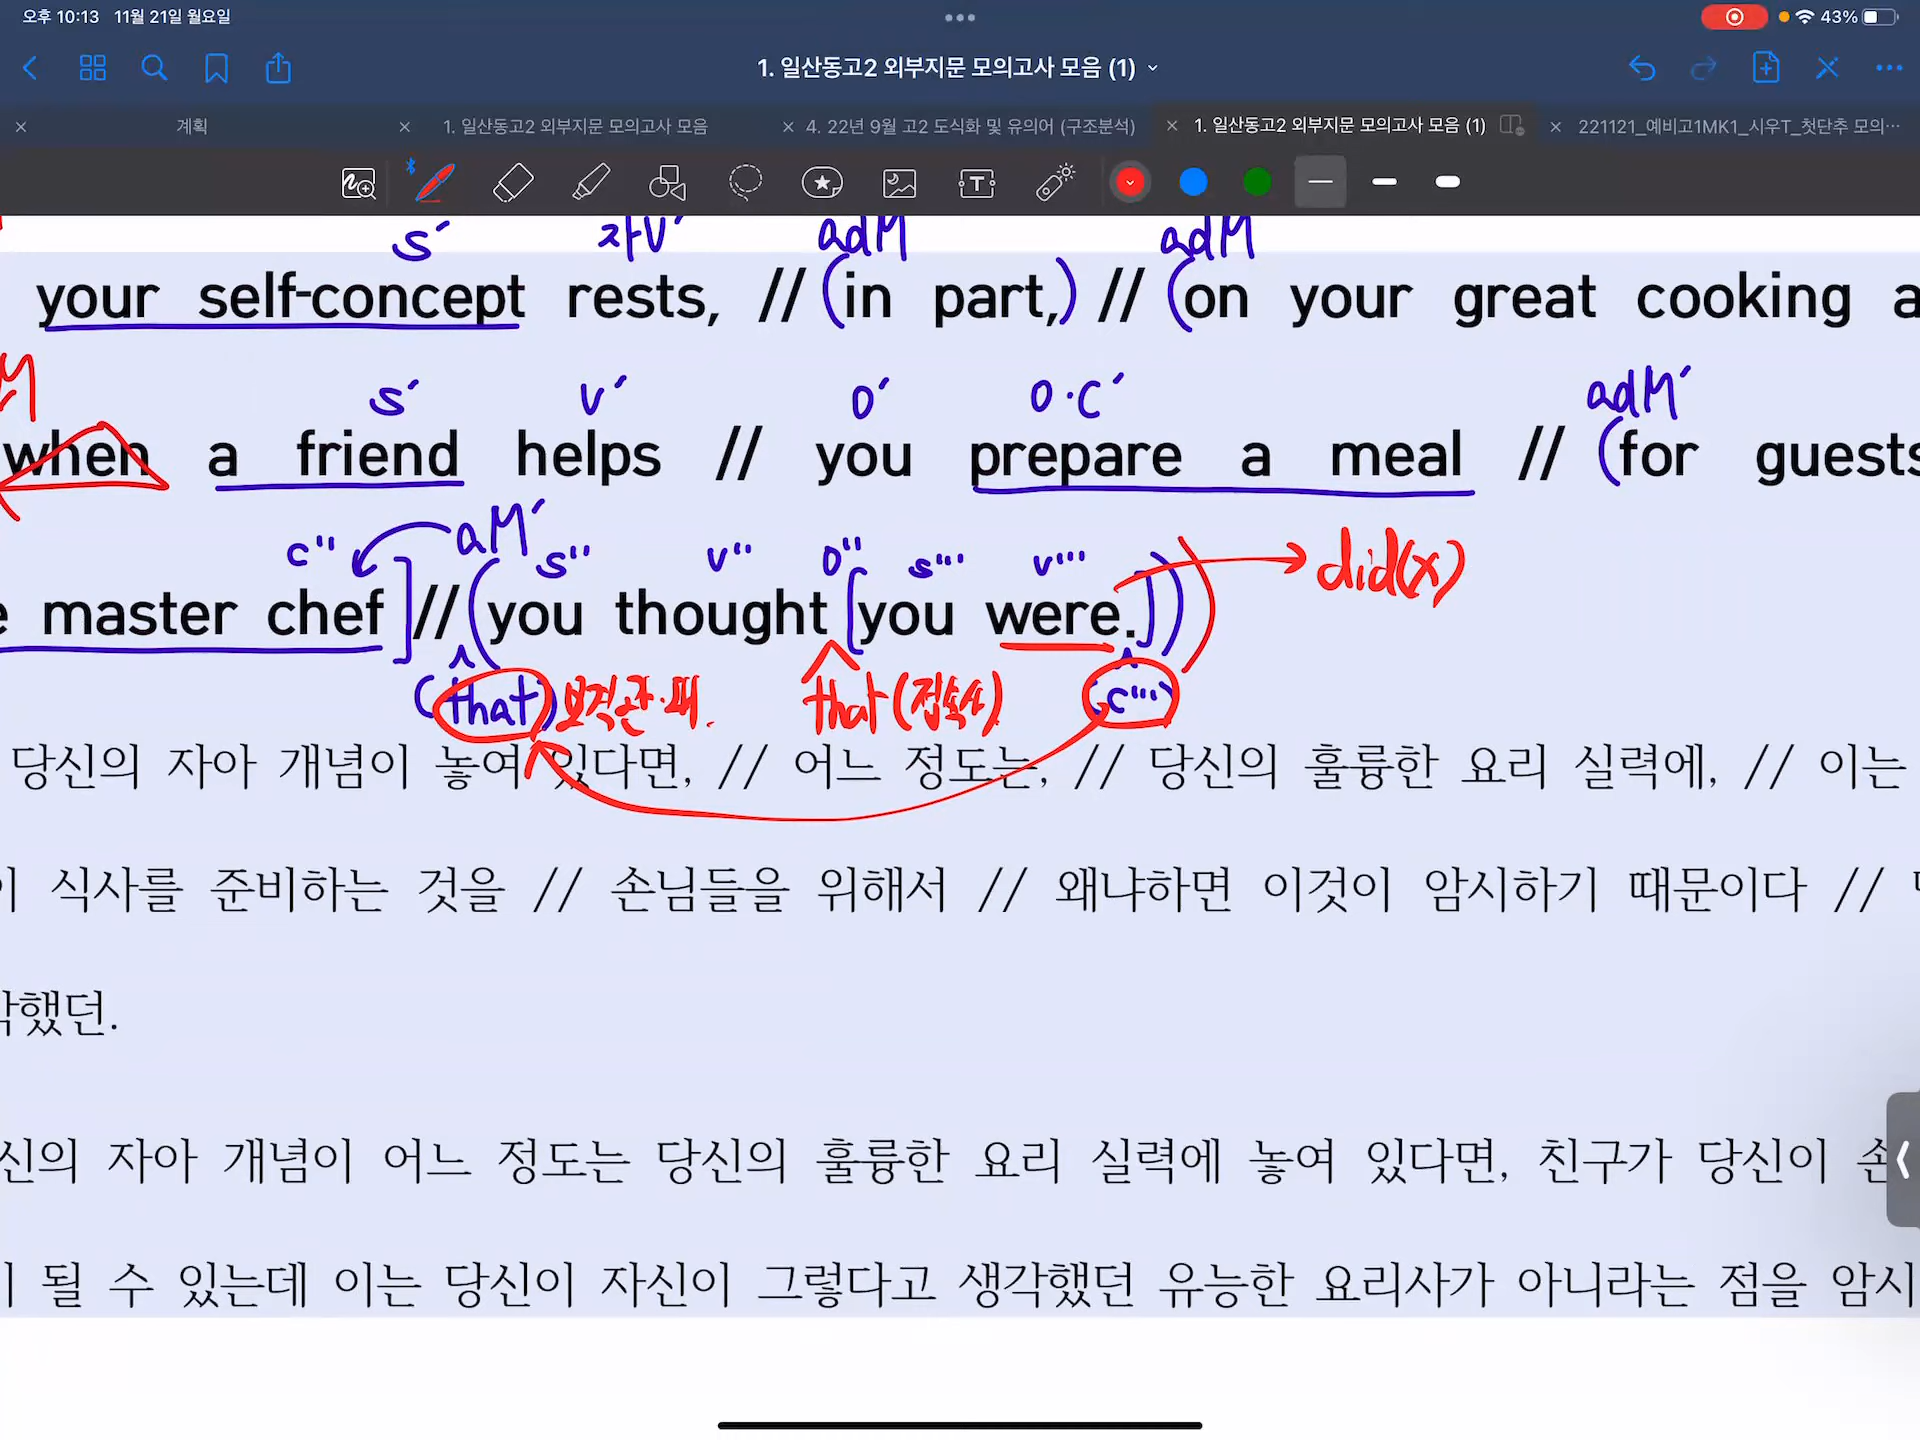 오후 10:13 11월 21일 월요일
43%
1. 일산동고2 외부지문 모의고사 모음 (1)
계획
1. 일산동고2 외부지문 모의고사 모음
4. 22년 9월 고2 도식화 및 유의어 (구조분석)
1. 일산동고2 외부지문 모의고사 모음 (1)
221121_예비고1MK1_시우T_첫단추 모의…
s′ 자V′ adM adM
your self-concept rests, // (in part,) // (on your great cooking a
M s′ v′ o′ o·c′ adM′
when a friend helps // you prepare a meal // (for guests
c″ aM′ s″ v″ o″ s‴ v‴ did(x)
e master chef] // (you thought [you were.])
(that) 보적관·때. that (접속사) c‴
당신의 자아 개념이 놓여 있다면, // 어느 정도는, // 당신의 훌륭한 요리 실력에, // 이는
식사를 준비하는 것을 // 손님들을 위해서 // 왜냐하면 이것이 암시하기 때문이다 //
각했던.
신의 자아 개념이 어느 정도는 당신의 훌륭한 요리 실력에 놓여 있다면, 친구가 당신이 손
될 수 있는데 이는 당신이 자신이 그렇다고 생각했던 유능한 요리사가 아니라는 점을 암시